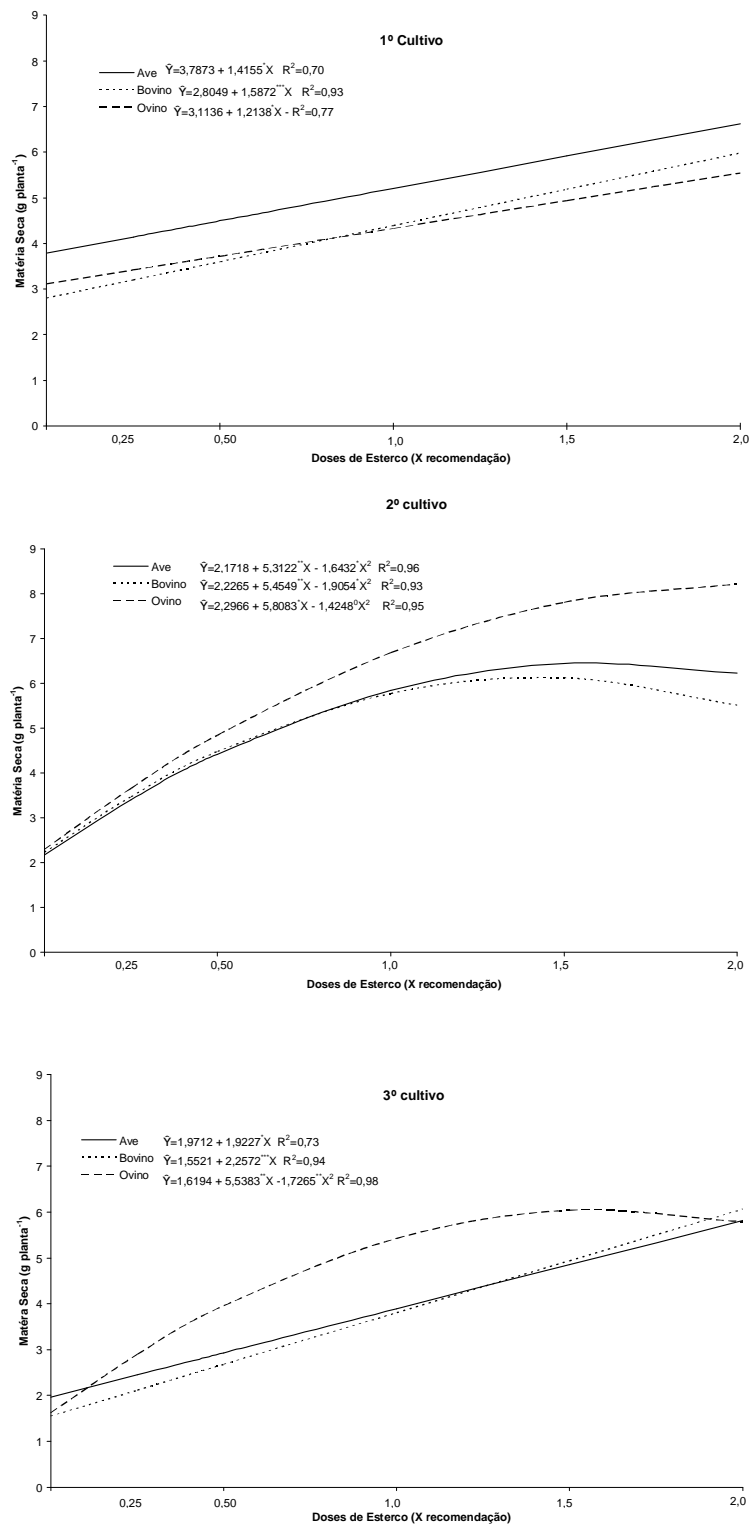 1º Cultivo
9
8
7
6
5
4
3
2
1
0
Matéria Seca (g planta⁻¹)
Ave Ŷ=3,7873 + 1,4155*X R²=0,70
Bovino Ŷ=2,8049 + 1,5872***X R²=0,93
Ovino Ŷ=3,1136 + 1,2138*X - R²=0,77
0,25 0,50 1,0 1,5 2,0
Doses de Esterco (X recomendação)
2º cultivo
9
8
7
6
5
4
3
2
1
0
Matéria Seca (g planta⁻¹)
Ave Ŷ=2,1718 + 5,3122**X - 1,6432*X² R²=0,96
Bovino Ŷ=2,2265 + 5,4549**X - 1,9054*X² R²=0,93
Ovino Ŷ=2,2966 + 5,8083*X - 1,4248⁰X² R²=0,95
0,25 0,50 1,0 1,5 2,0
Doses de Esterco (X recomendação)
3º cultivo
9
8
7
6
5
4
3
2
1
0
Matéra Seca (g planta⁻¹)
Ave Ŷ=1,9712 + 1,9227*X R²=0,73
Bovino Ŷ=1,5521 + 2,2572***X R²=0,94
Ovino Ŷ=1,6194 + 5,5383**X -1,7265**X² R²=0,98
0,25 0,50 1,0 1,5 2,0
Doses de Esterco (X recomendação)